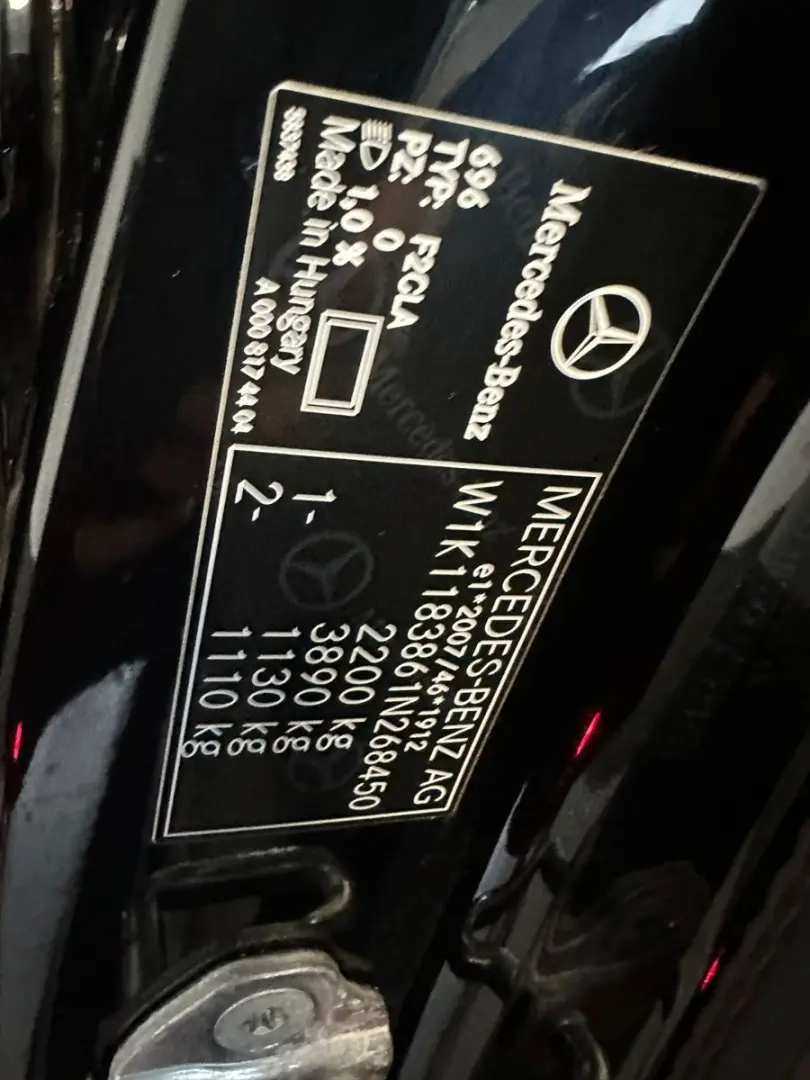 Mercedes-Benz
696
TYP: F2CLA
PZ: 0
1,0 %
Made in Hungary
A 000 817 44 04
MERCEDES-BENZ AG
e1*2007/46*1912
W1K1183861N268450
2200 kg
3890 kg
1- 1130 kg
2- 1110 kg